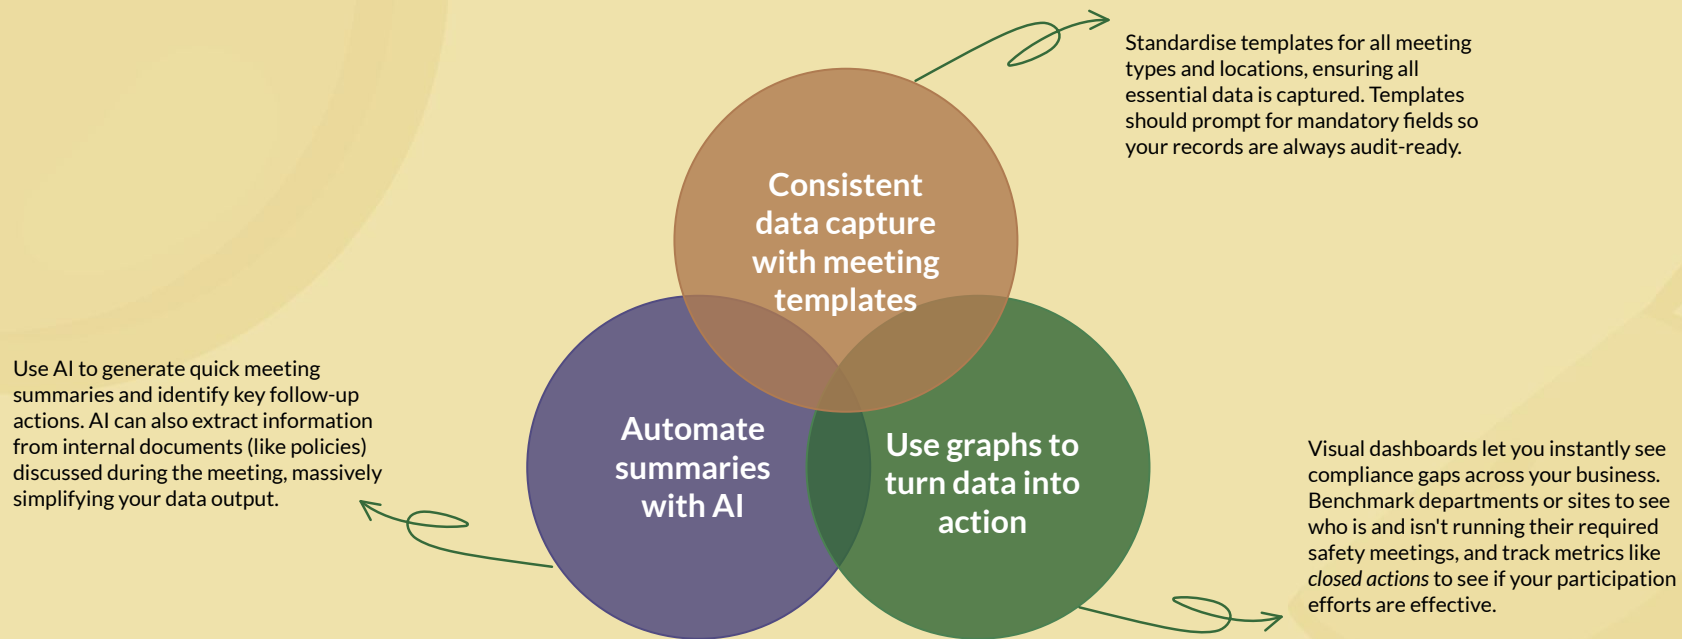 Standardise templates for all meeting
types and locations, ensuring all
essential data is captured. Templates
should prompt for mandatory fields so
your records are always audit-ready.
Consistent
data capture
with meeting
templates
Use AI to generate quick meeting
summaries and identify key follow-up
actions. AI can also extract information
from internal documents (like policies)
discussed during the meeting, massively
simplifying your data output.
Automate
summaries
with AI
Use graphs to
turn data into
action
Visual dashboards let you instantly see
compliance gaps across your business.
Benchmark departments or sites to see
who is and isn't running their required
safety meetings, and track metrics like
closed actions to see if your participation
efforts are effective.